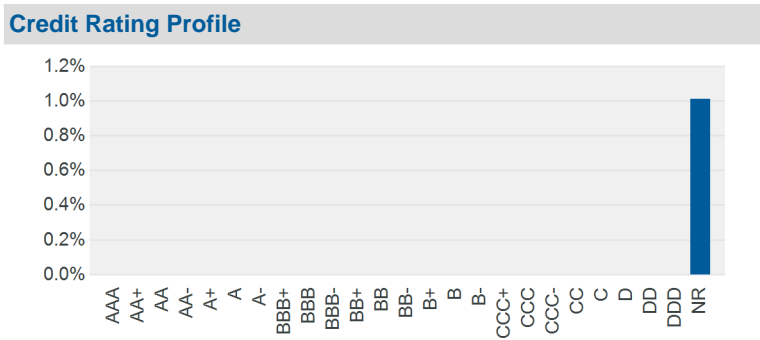 Credit Rating Profile
1.2%
1.0%
0.8%
0.6%
0.4%
0.2%
0.0%
AAA
AA+
AA
AA-
A+
A
A-
BBB+
BBB
BBB-
BB+
BB
BB-
B+
B
B-
CCC+
CCC
CCC-
CC
C
D
DD
DDD
NR